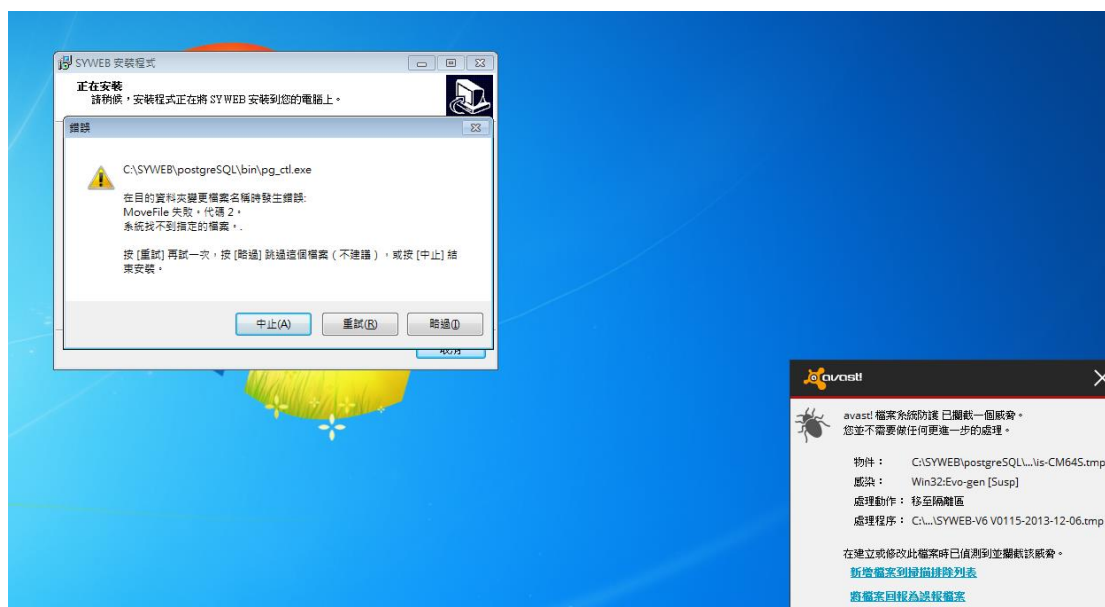 SYWEB 安裝程式
正在安裝
請稍候，安裝程式正在將 SYWEB 安裝到您的電腦上。
錯誤
C:\SYWEB\postgreSQL\bin\pg_ctl.exe
在目的資料夾變更檔案名稱時發生錯誤:
MoveFile 失敗，代碼 2。
系統找不到指定的檔案。.
按 [重試] 再試一次，按 [略過] 跳過這個檔案 ( 不建議 ) ，或按 [中止] 結
束安裝。
中止(A)
重試(R)
略過(I)
取消
avast!
avast! 檔案系統防護 已攔截一個威脅。
您並不需要做任何更進一步的處理。
物件： C:\SYWEB\postgreSQL\...\is-CM64S.tmp
感染： Win32:Evo-gen [Susp]
處理動作： 移至隔離區
處理程序： C:\...\SYWEB-V6 V0115-2013-12-06.tmp
在建立或修改此檔案時已偵測到並攔截該威脅。
新增檔案到掃描排除列表
將檔案回報為誤報檔案